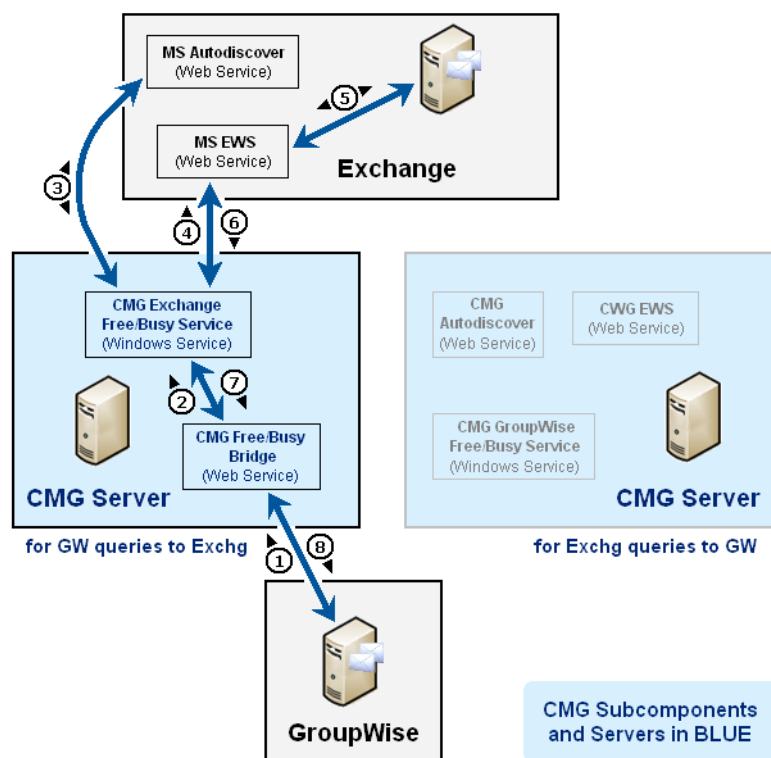 MS Autodiscover
(Web Service)
5
MS EWS
(Web Service)
Exchange
3
4
6
CMG Exchange
Free/Busy Service
(Windows Service)
2
7
CMG Free/Busy
Bridge
(Web Service)
CMG Server
for GW queries to Exchg
CMG
Autodiscover
(Web Service)
CWG EWS
(Web Service)
CMG GroupWise
Free/Busy Service
(Windows Service)
CMG Server
for Exchg queries to GW
1
8
GroupWise
CMG Subcomponents
and Servers in BLUE